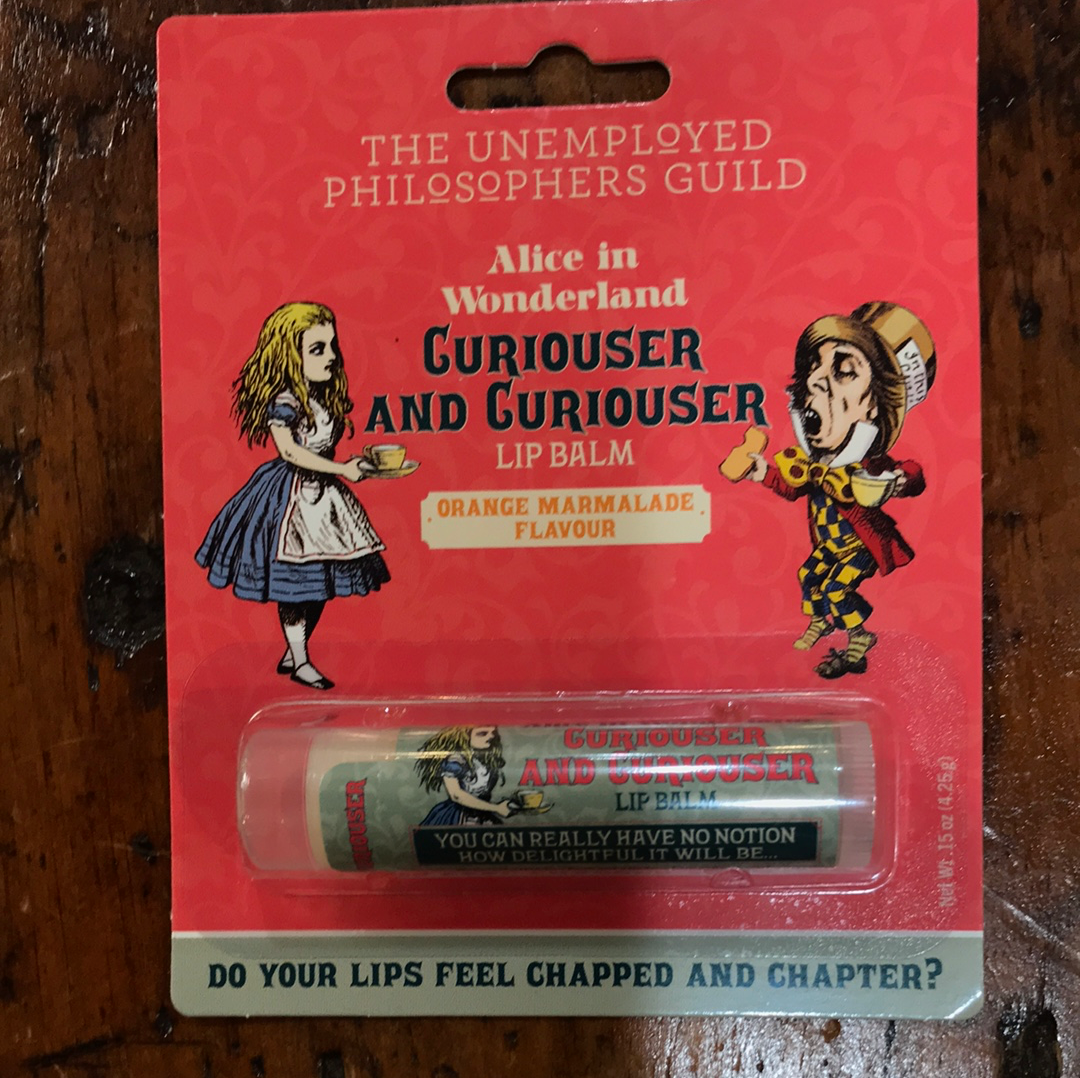 THE UNEMPLOYED
PHILOSOPHERS GUILD
Alice in
Wonderland
CURIOUSER
AND CURIOUSER
LIP BALM
ORANGE MARMALADE
FLAVOUR
CURIOUSER
AND CURIOUSER
LIP BALM
YOU CAN REALLY HAVE NO NOTION
HOW DELIGHTFUL IT WILL BE...
Net Wt .15 oz (4.25g)
DO YOUR LIPS FEEL CHAPPED AND CHAPTER?